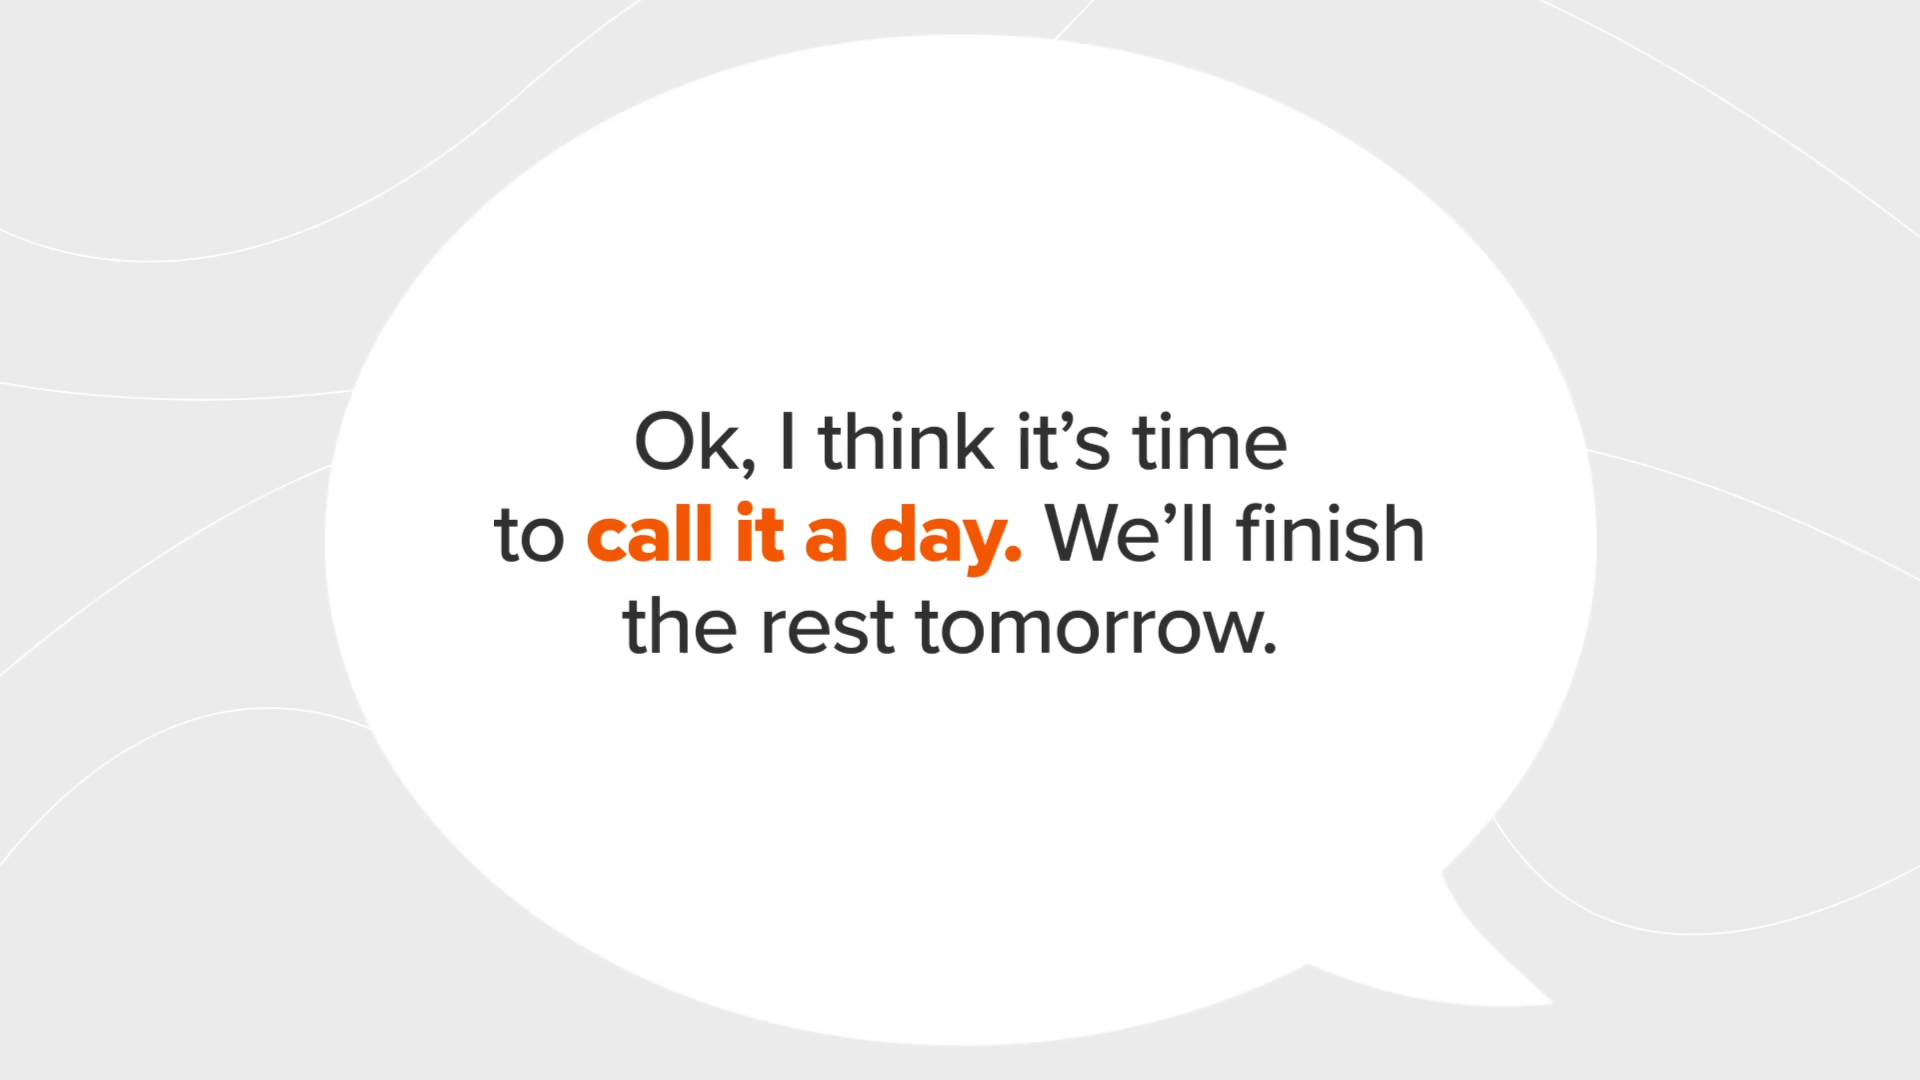 Ok, I think it’s time
to call it a day. We’ll finish
the rest tomorrow.